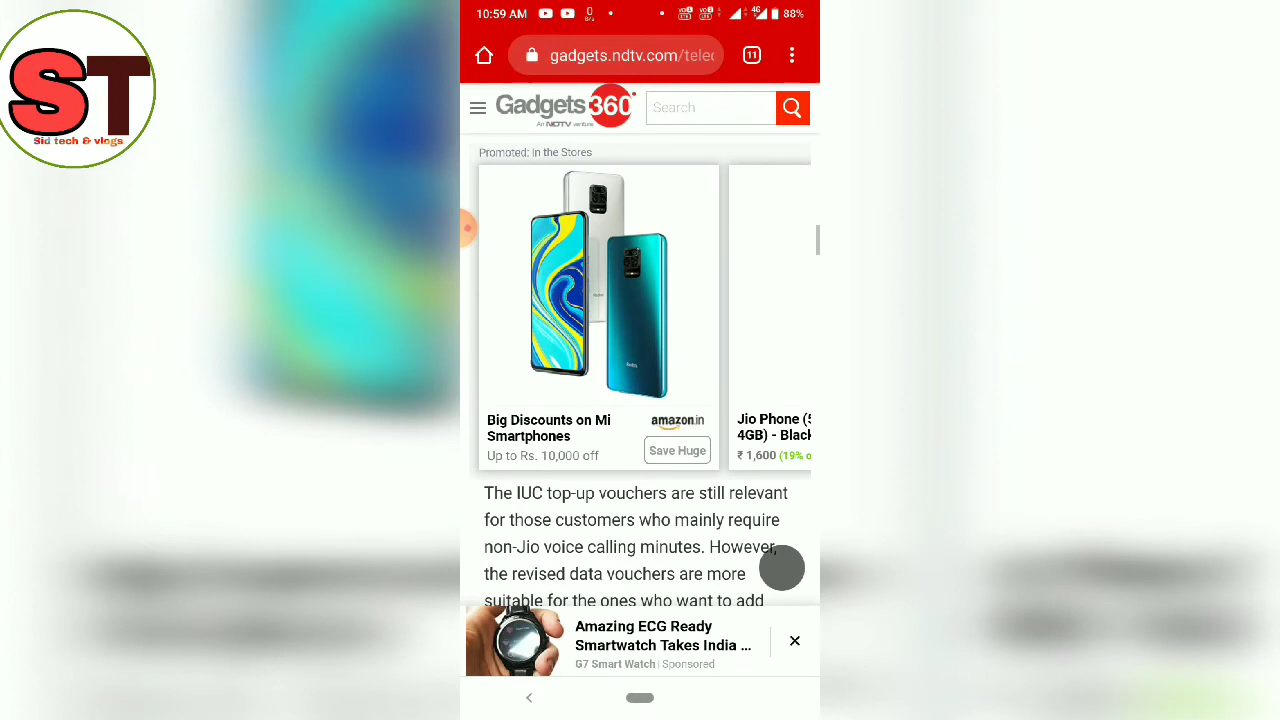 ST
Sid tech & vlogs
10:59 AM
0
B/s
4G
88%
gadgets.ndtv.com/telec
11
Gadgets 360
An NDTV venture
Search
Promoted: In the Stores
Big Discounts on Mi
Smartphones
amazon.in
Up to Rs. 10,000 off
Save Huge
Jio Phone (5
4GB) - Black
₹ 1,600 (19% o
The IUC top-up vouchers are still relevant
for those customers who mainly require
non-Jio voice calling minutes. However,
the revised data vouchers are more
suitable for the ones who want to add
Amazing ECG Ready
Smartwatch Takes India ...
G7 Smart Watch | Sponsored